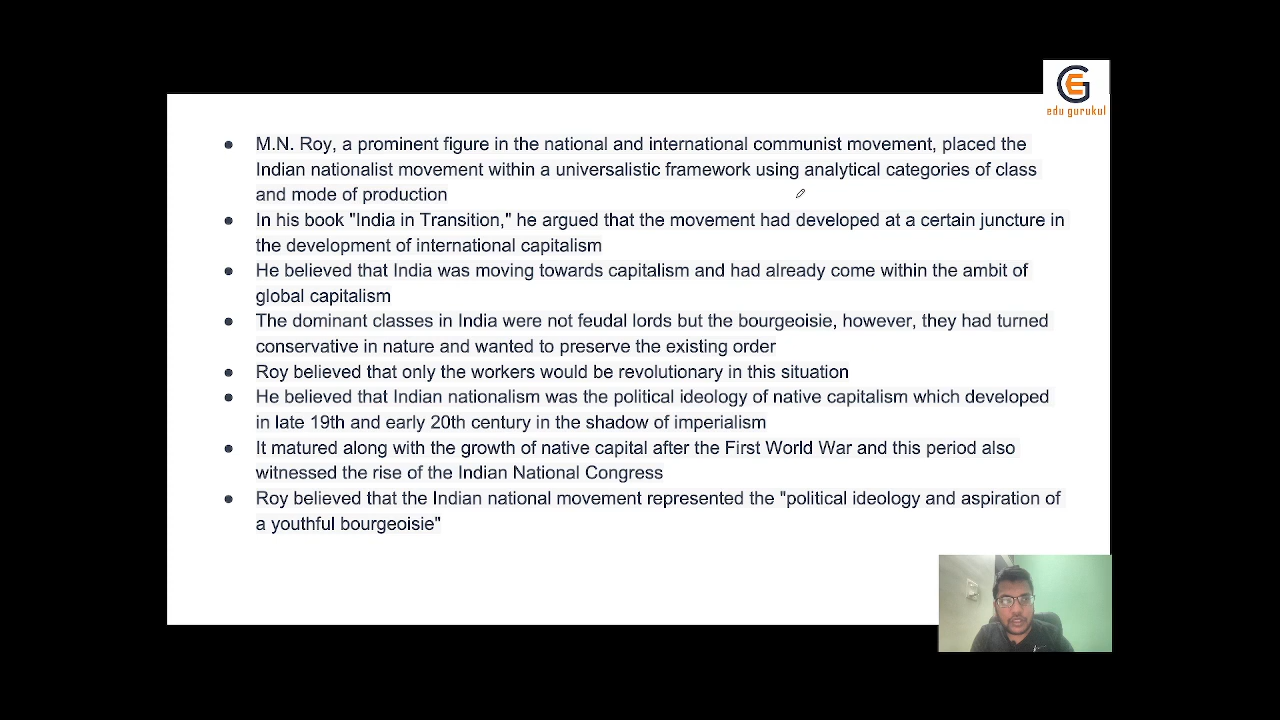 edu gurukul
M.N. Roy, a prominent figure in the national and international communist movement, placed the
Indian nationalist movement within a universalistic framework using analytical categories of class
and mode of production
In his book "India in Transition," he argued that the movement had developed at a certain juncture in
the development of international capitalism
He believed that India was moving towards capitalism and had already come within the ambit of
global capitalism
The dominant classes in India were not feudal lords but the bourgeoisie, however, they had turned
conservative in nature and wanted to preserve the existing order
Roy believed that only the workers would be revolutionary in this situation
He believed that Indian nationalism was the political ideology of native capitalism which developed
in late 19th and early 20th century in the shadow of imperialism
It matured along with the growth of native capital after the First World War and this period also
witnessed the rise of the Indian National Congress
Roy believed that the Indian national movement represented the "political ideology and aspiration of
a youthful bourgeoisie"